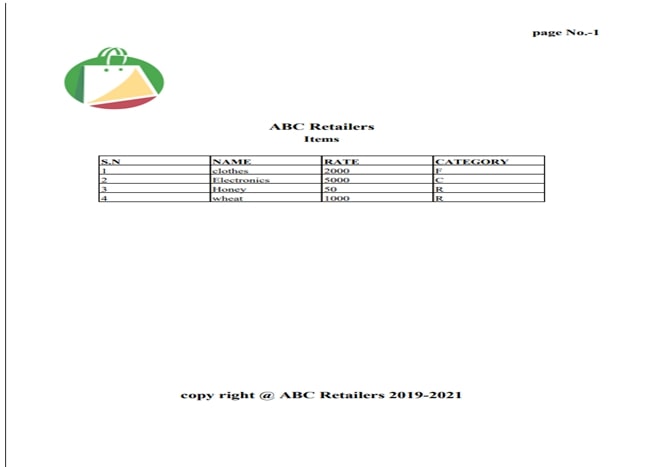 page No.-1
ABC Retailers
Items
S.N NAME RATE CATEGORY
1 clothes 2000 F
2 Electronics 5000 C
3 Honey 50 R
4 wheat 1000 R
copy right @ ABC Retailers 2019-2021